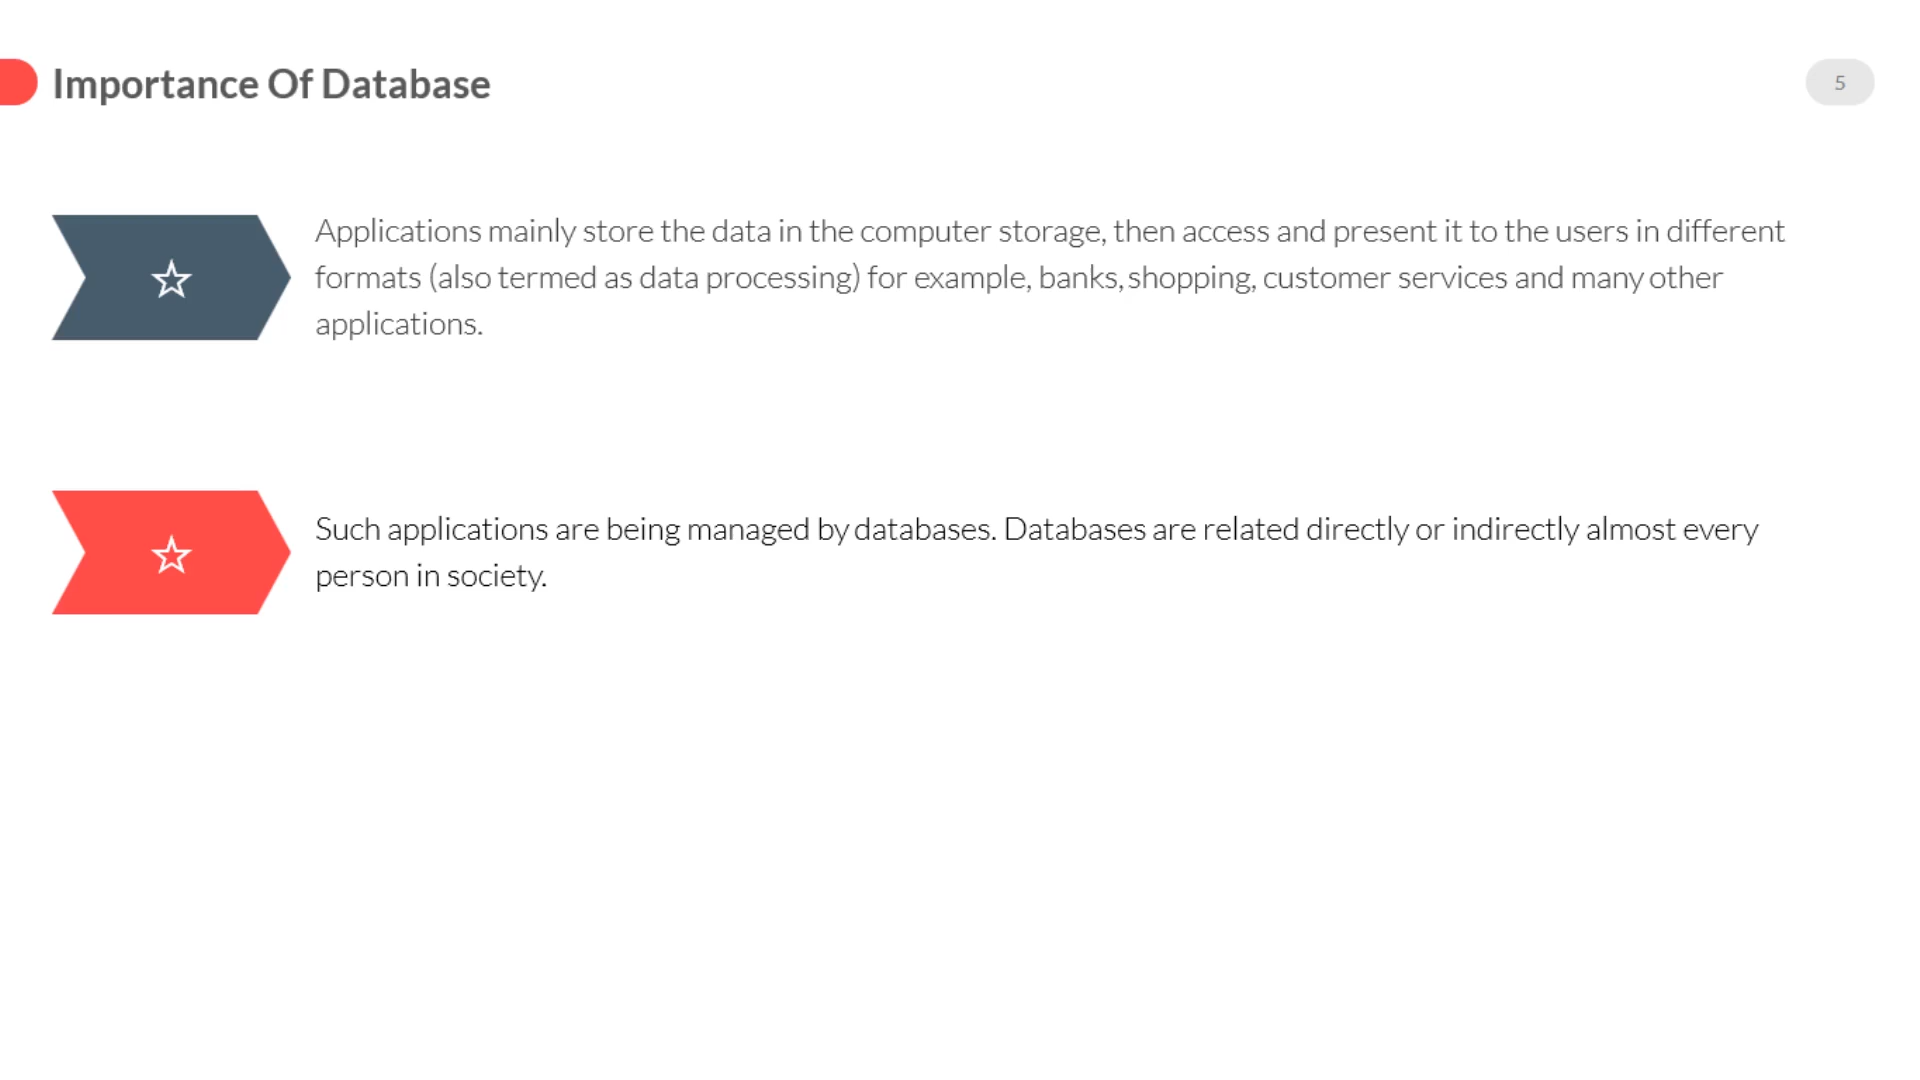 Importance Of Database
5
Applications mainly store the data in the computer storage, then access and present it to the users in different
formats (also termed as data processing) for example, banks, shopping, customer services and many other
applications.
Such applications are being managed by databases. Databases are related directly or indirectly almost every
person in society.